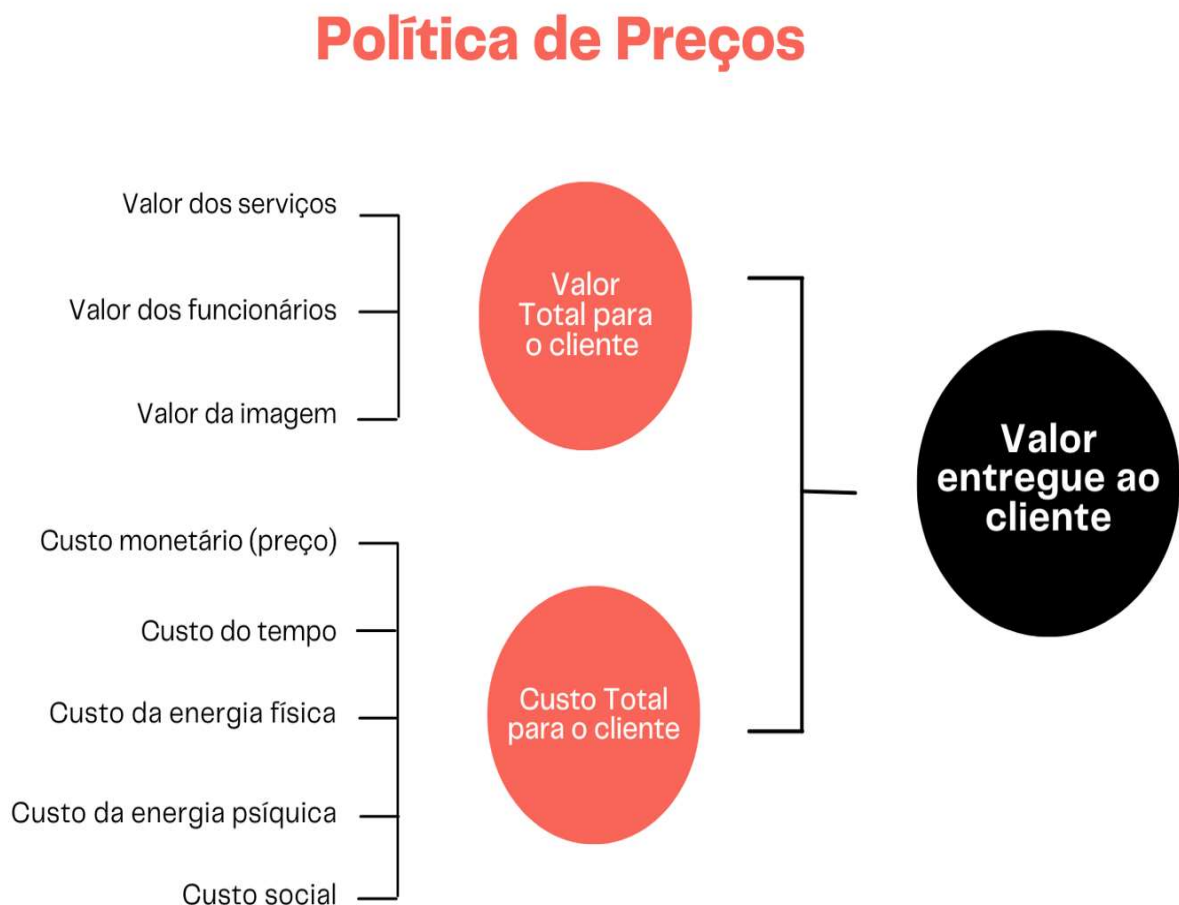 Política de Preços
Valor dos serviços
Valor dos funcionários
Valor da imagem
Valor
Total para
o cliente
Custo monetário (preço)
Custo do tempo
Custo da energia física
Custo da energia psíquica
Custo social
Custo Total
para o cliente
Valor
entregue ao
cliente